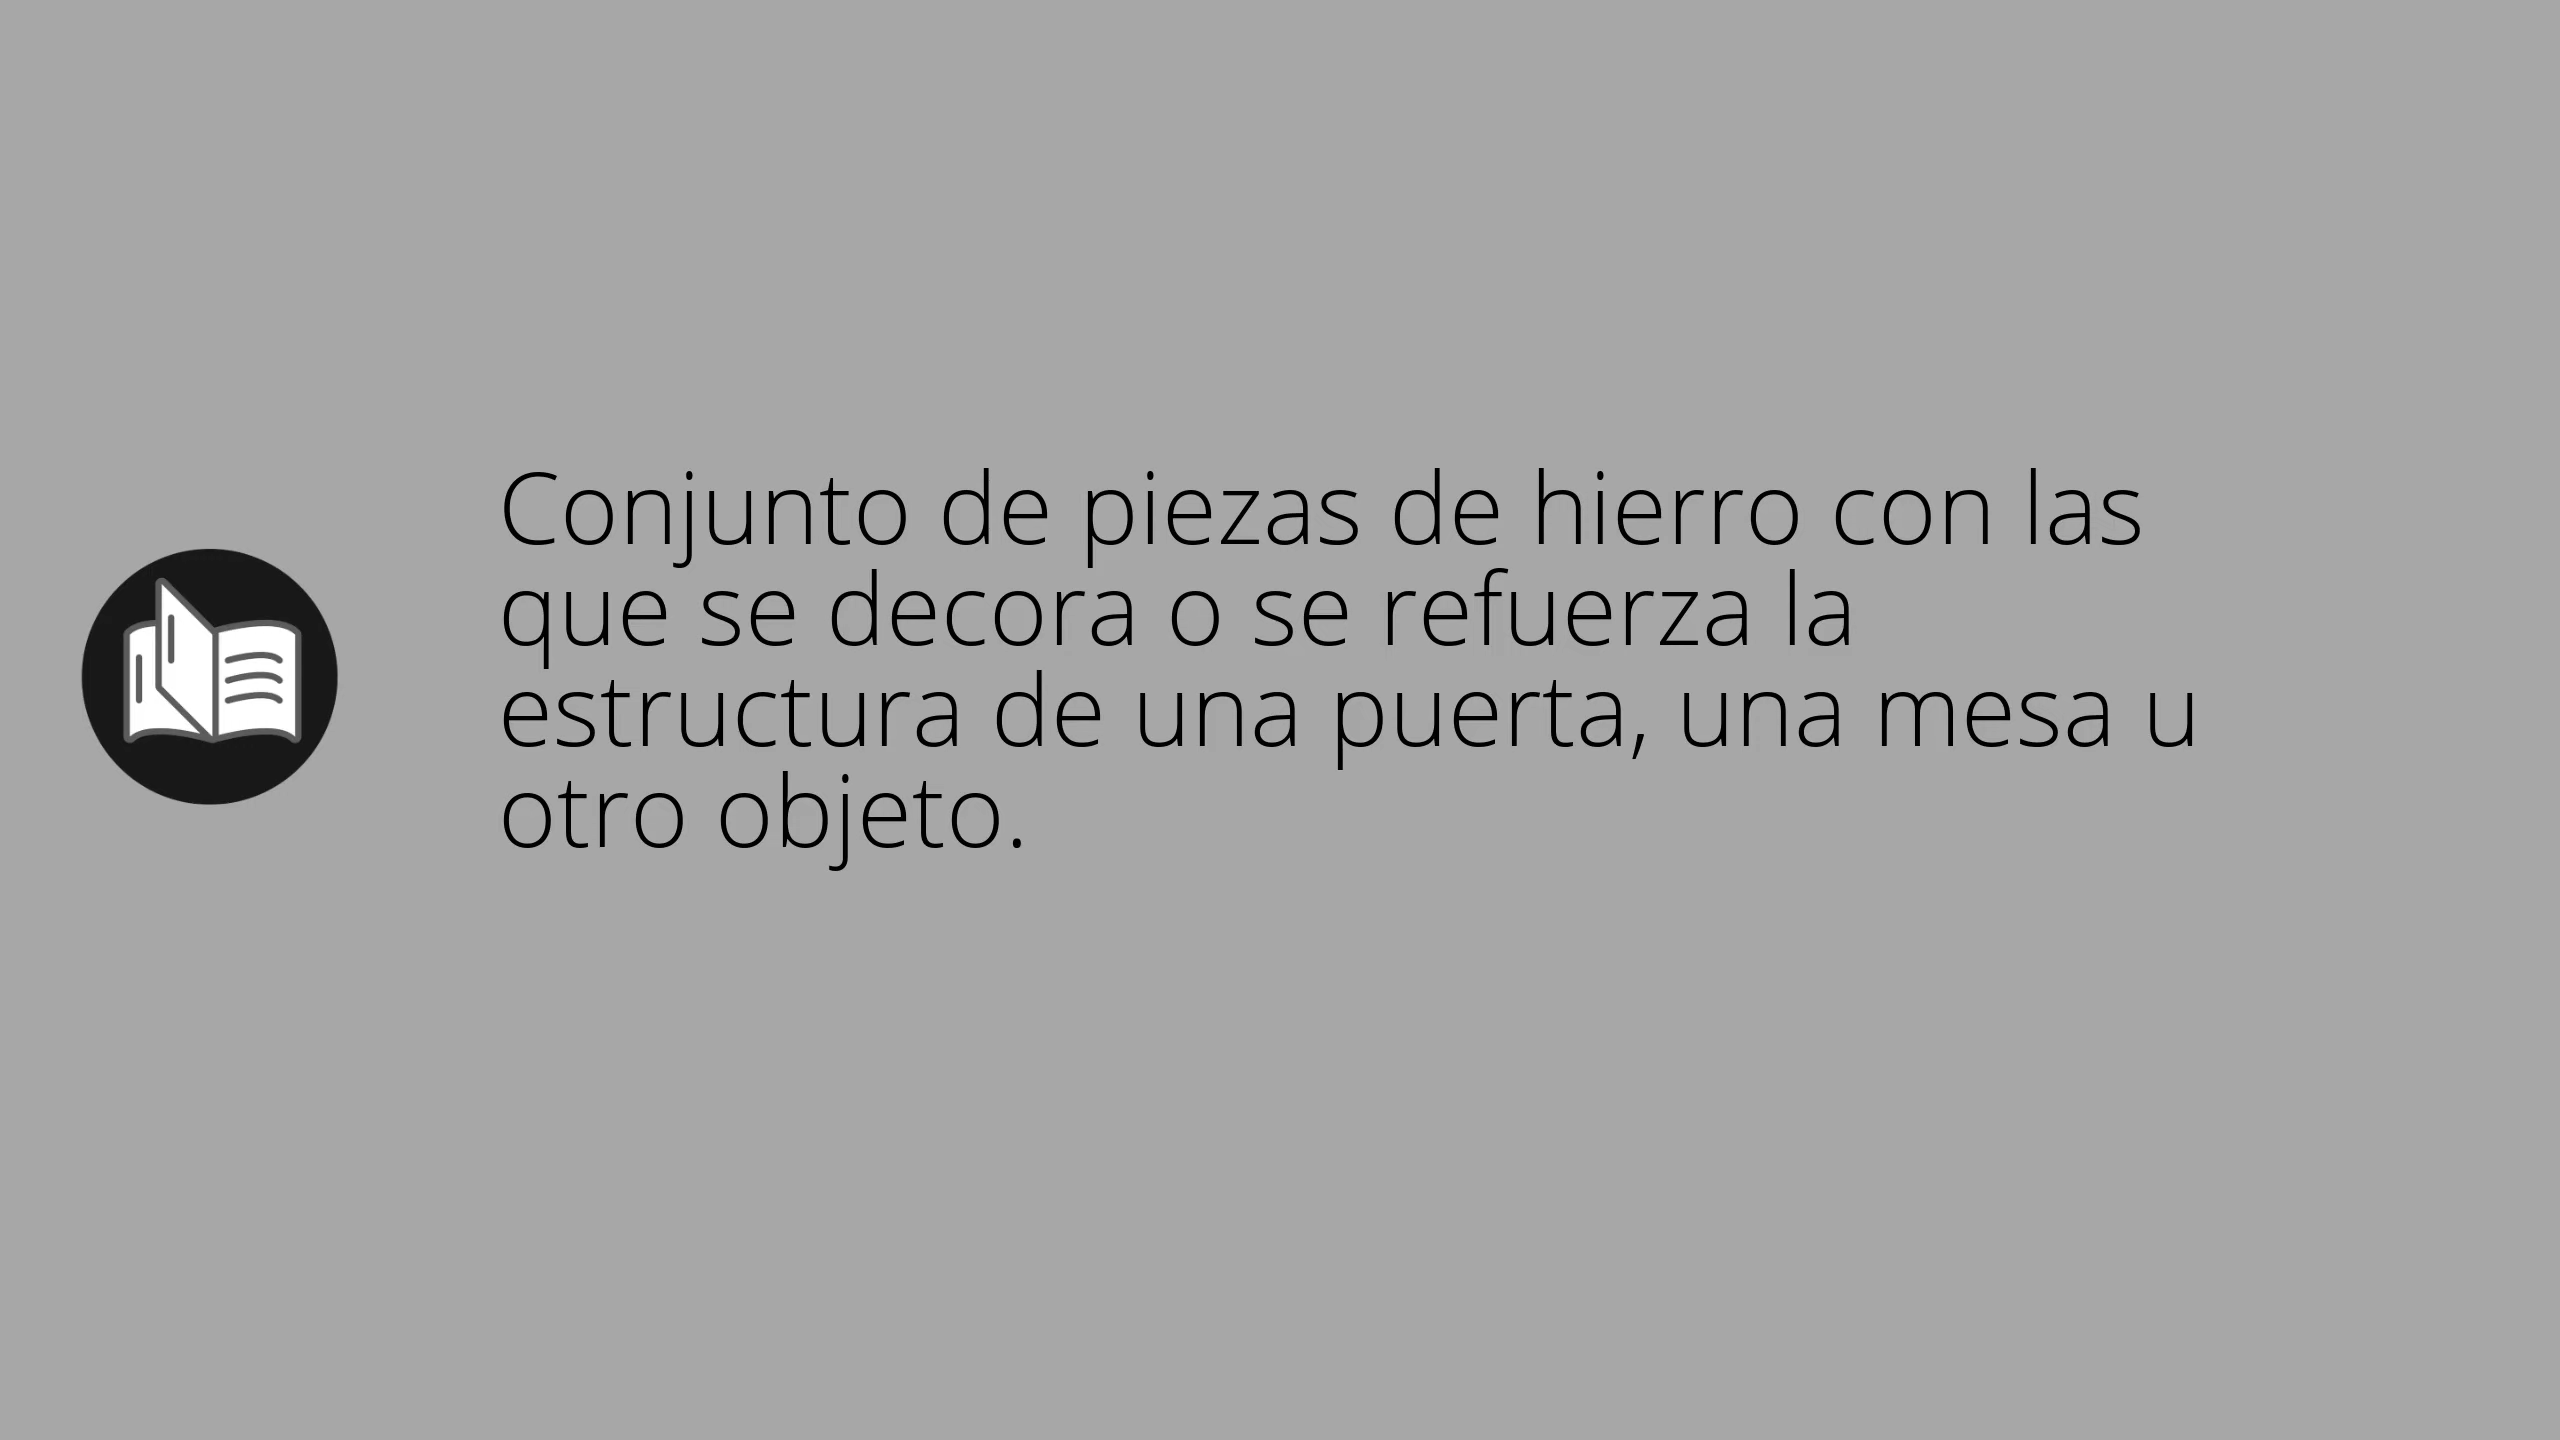 Conjunto de piezas de hierro con las
que se decora o se refuerza la
estructura de una puerta, una mesa u
otro objeto.